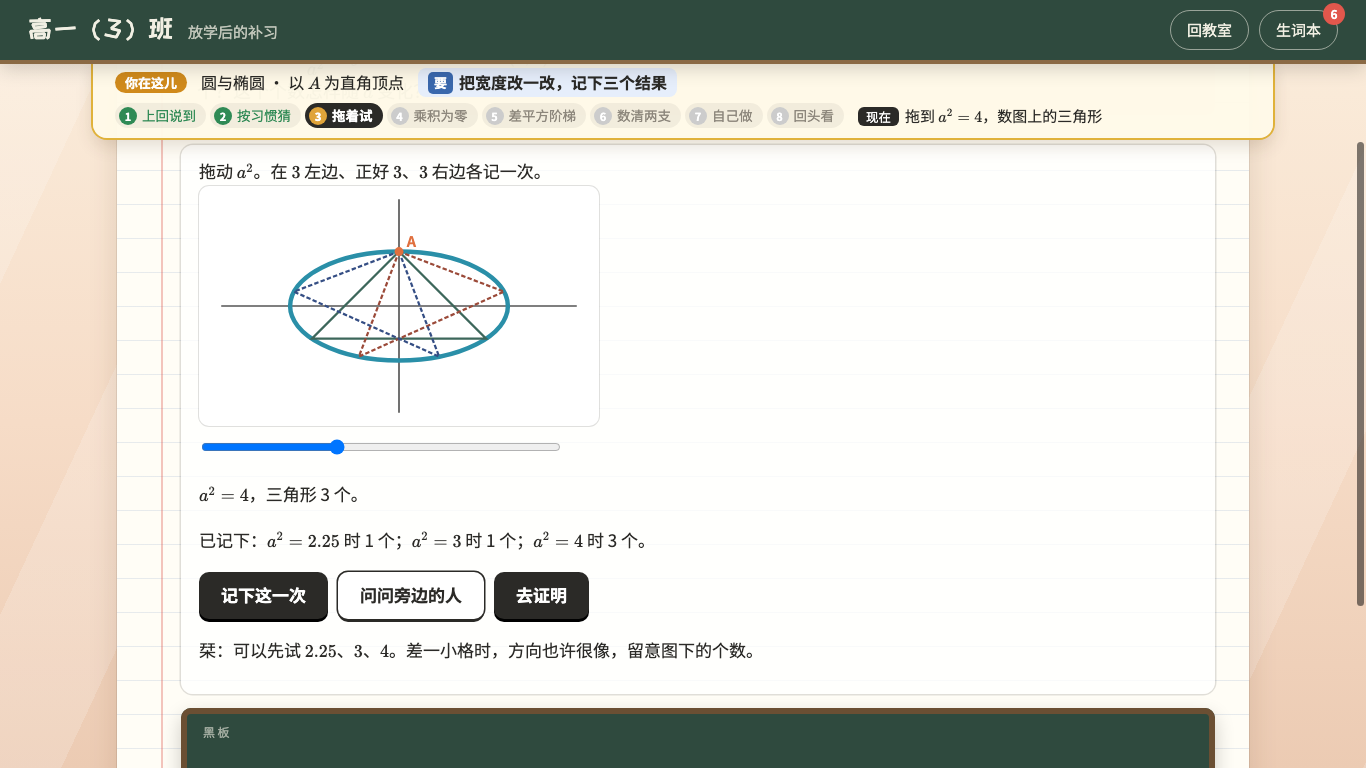 高一（3）班 放学后的补习 回教室 生词本 6
你在这儿 圆与椭圆 · 以 A 为直角顶点 要 把宽度改一改，记下三个结果
1 上回说到 2 按习惯猜 3 拖着试 4 乘积为零 5 差平方阶梯 6 数清两支 7 自己做 8 回头看 现在 拖到 a² = 4，数图上的三角形
拖动 a²。在 3 左边、正好 3、3 右边各记一次。
A
a² = 4，三角形 3 个。
已记下：a² = 2.25 时 1 个；a² = 3 时 1 个；a² = 4 时 3 个。
记下这一次 问问旁边的人 去证明
栞：可以先试 2.25、3、4。差一小格时，方向也许很像，留意图下的个数。
黑板